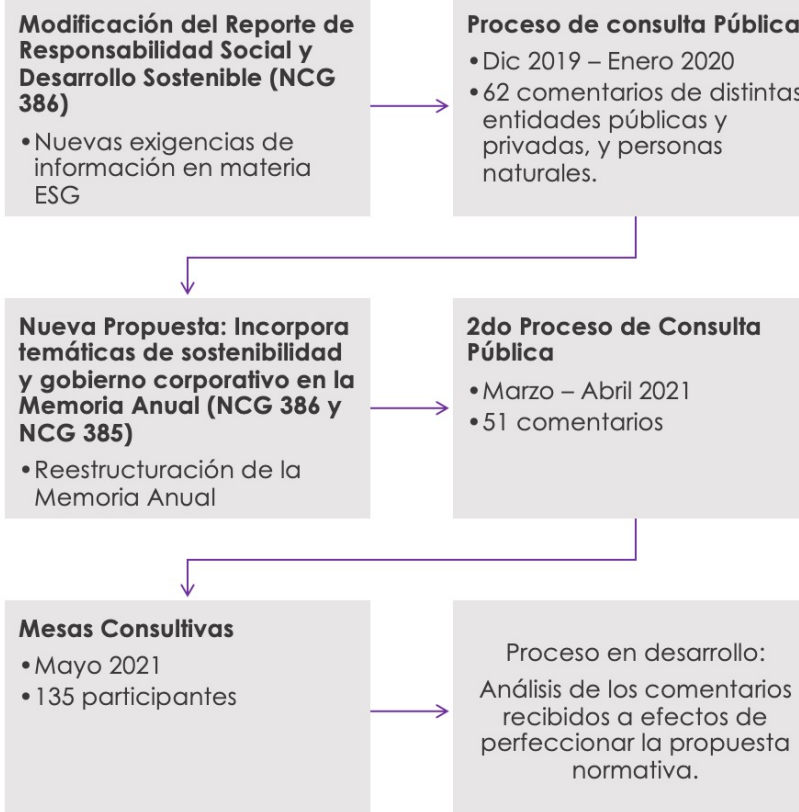 Modificación del Reporte de
Responsabilidad Social y
Desarrollo Sostenible (NCG
386)
•Nuevas exigencias de
información en materia
ESG
Proceso de consulta Pública
•Dic 2019 – Enero 2020
•62 comentarios de distintas
entidades públicas y
privadas, y personas
naturales.
Nueva Propuesta: Incorpora
temáticas de sostenibilidad
y gobierno corporativo en la
Memoria Anual (NCG 386 y
NCG 385)
•Reestructuración de la
Memoria Anual
2do Proceso de Consulta
Pública
•Marzo – Abril 2021
•51 comentarios
Mesas Consultivas
•Mayo 2021
•135 participantes
Proceso en desarrollo:
Análisis de los comentarios
recibidos a efectos de
perfeccionar la propuesta
normativa.